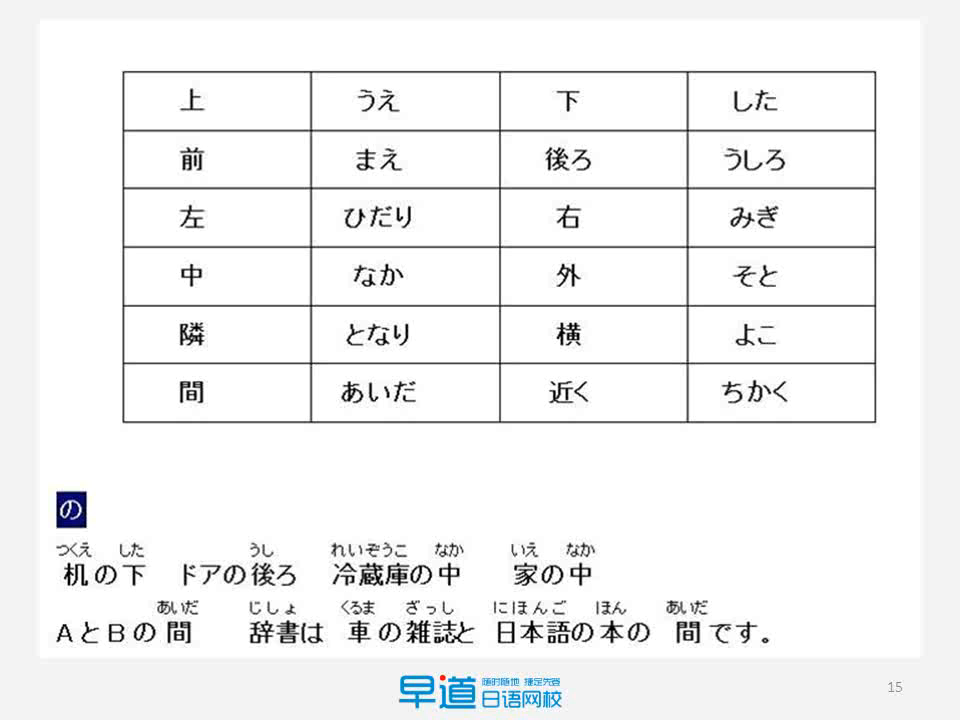 上 うえ 下 した
前 まえ 後ろ うしろ
左 ひだり 右 みぎ
中 なか 外 そと
隣 となり 横 よこ
間 あいだ 近く ちかく
の
つくえ した うし れいぞうこ なか いえ なか
机の下 ドアの後ろ 冷蔵庫の中 家の中
あいだ じしょ くるま ざっし にほんご ほん あいだ
AとBの間 辞書は 車の雑誌と 日本語の本の 間です。
早道 随时随地 搶定先聲
日语网校
15